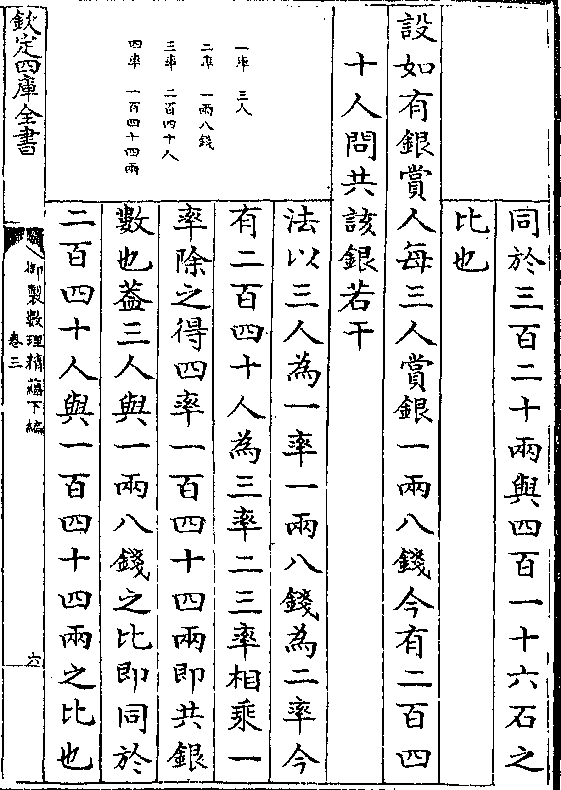 同於三百二十兩與四百一十六石之
比也
設如有銀賞人每三人賞銀一兩八錢今有二百四
十人問共該銀若干
一率 三人
二率 一兩八錢
三率 二百四十人
四率 一百四十四兩
法以三人為一率一兩八錢為二率今
有二百四十人為三率二三率相乘一
率除之得四率一百四十四兩即共銀
數也葢三人與一兩八錢之比即同於
二百四十人與一百四十四兩之比也
欽定四庫全書
御製數理精蘊下編
卷三
六